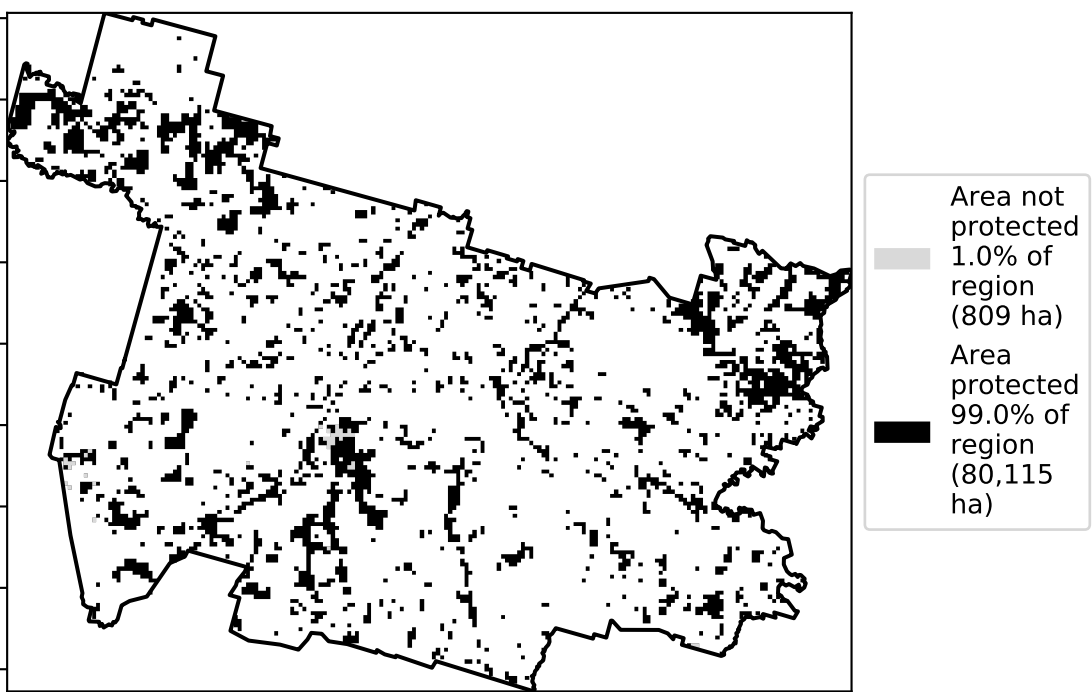 Area not
protected
1.0% of
region
(809 ha)
Area
protected
99.0% of
region
(80,115
ha)